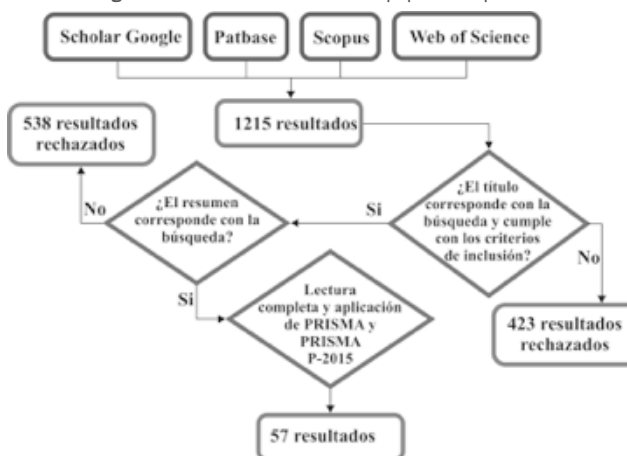 Scholar Google
Patbase
Scopus
Web of Science
538 resultados
rechazados
1215 resultados
¿El título
corresponde con la
búsqueda y cumple
con los criterios
de inclusión?
Si
¿El resumen
corresponde con la
búsqueda?
No
No
Si
Lectura
completa y aplicación
de PRISMA y
PRISMA
P-2015
423 resultados
rechazados
57 resultados